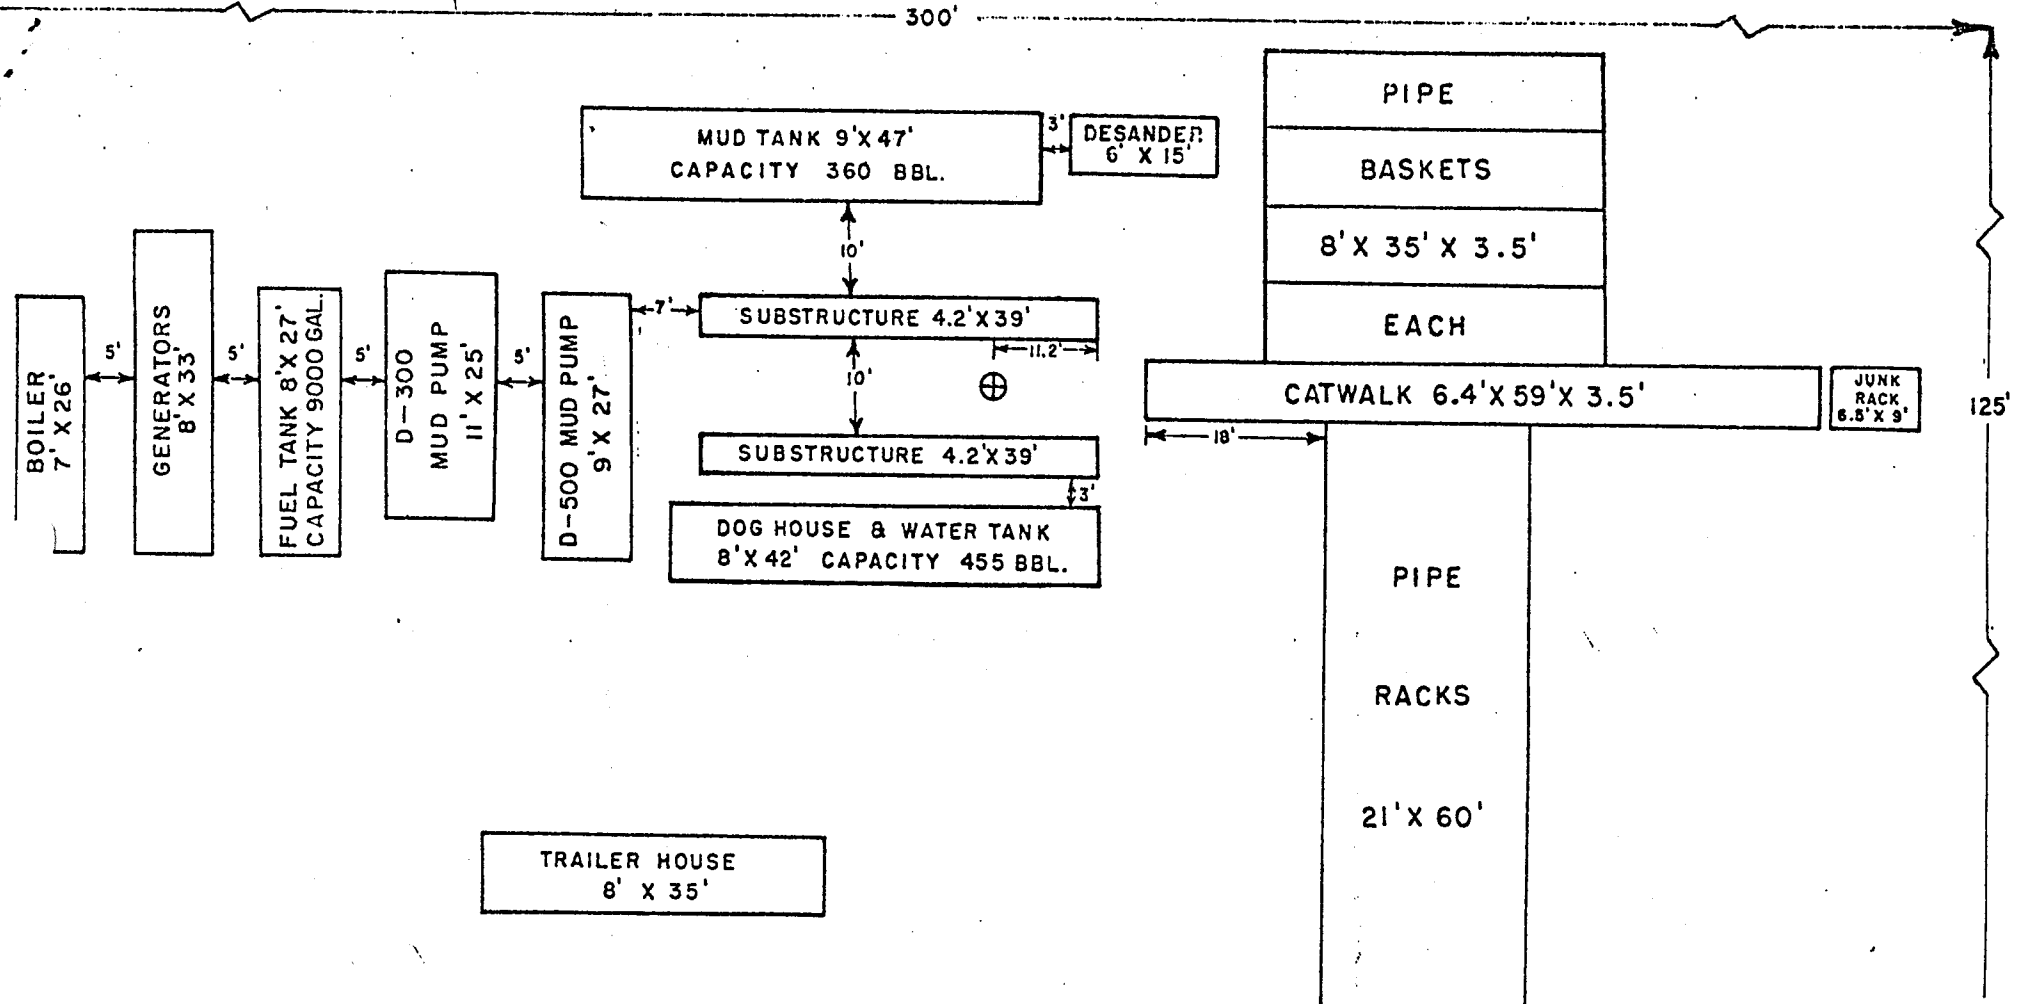 300'
PIPE
BASKETS
8' X 35' X 3.5'
EACH
MUD TANK 9'X 47'
CAPACITY 360 BBL.
3'
DESANDER
6' X 15'
10'
BOILER
7' X 26'
5'
GENERATORS
8' X 33'
5'
FUEL TANK 8'X 27'
CAPACITY 9000 GAL.
5'
D-300
MUD PUMP
11' X 25'
5'
D-500 MUD PUMP
9' X 27'
7'
SUBSTRUCTURE 4.2'X39'
11.2'
10'
SUBSTRUCTURE 4.2'X39'
3'
DOG HOUSE & WATER TANK
8'X 42' CAPACITY 455 BBL.
CATWALK 6.4'X 59'X 3.5'
18'
JUNK
RACK
6.5'X 9'
125'
PIPE
RACKS
21'X 60'
TRAILER HOUSE
8' X 35'